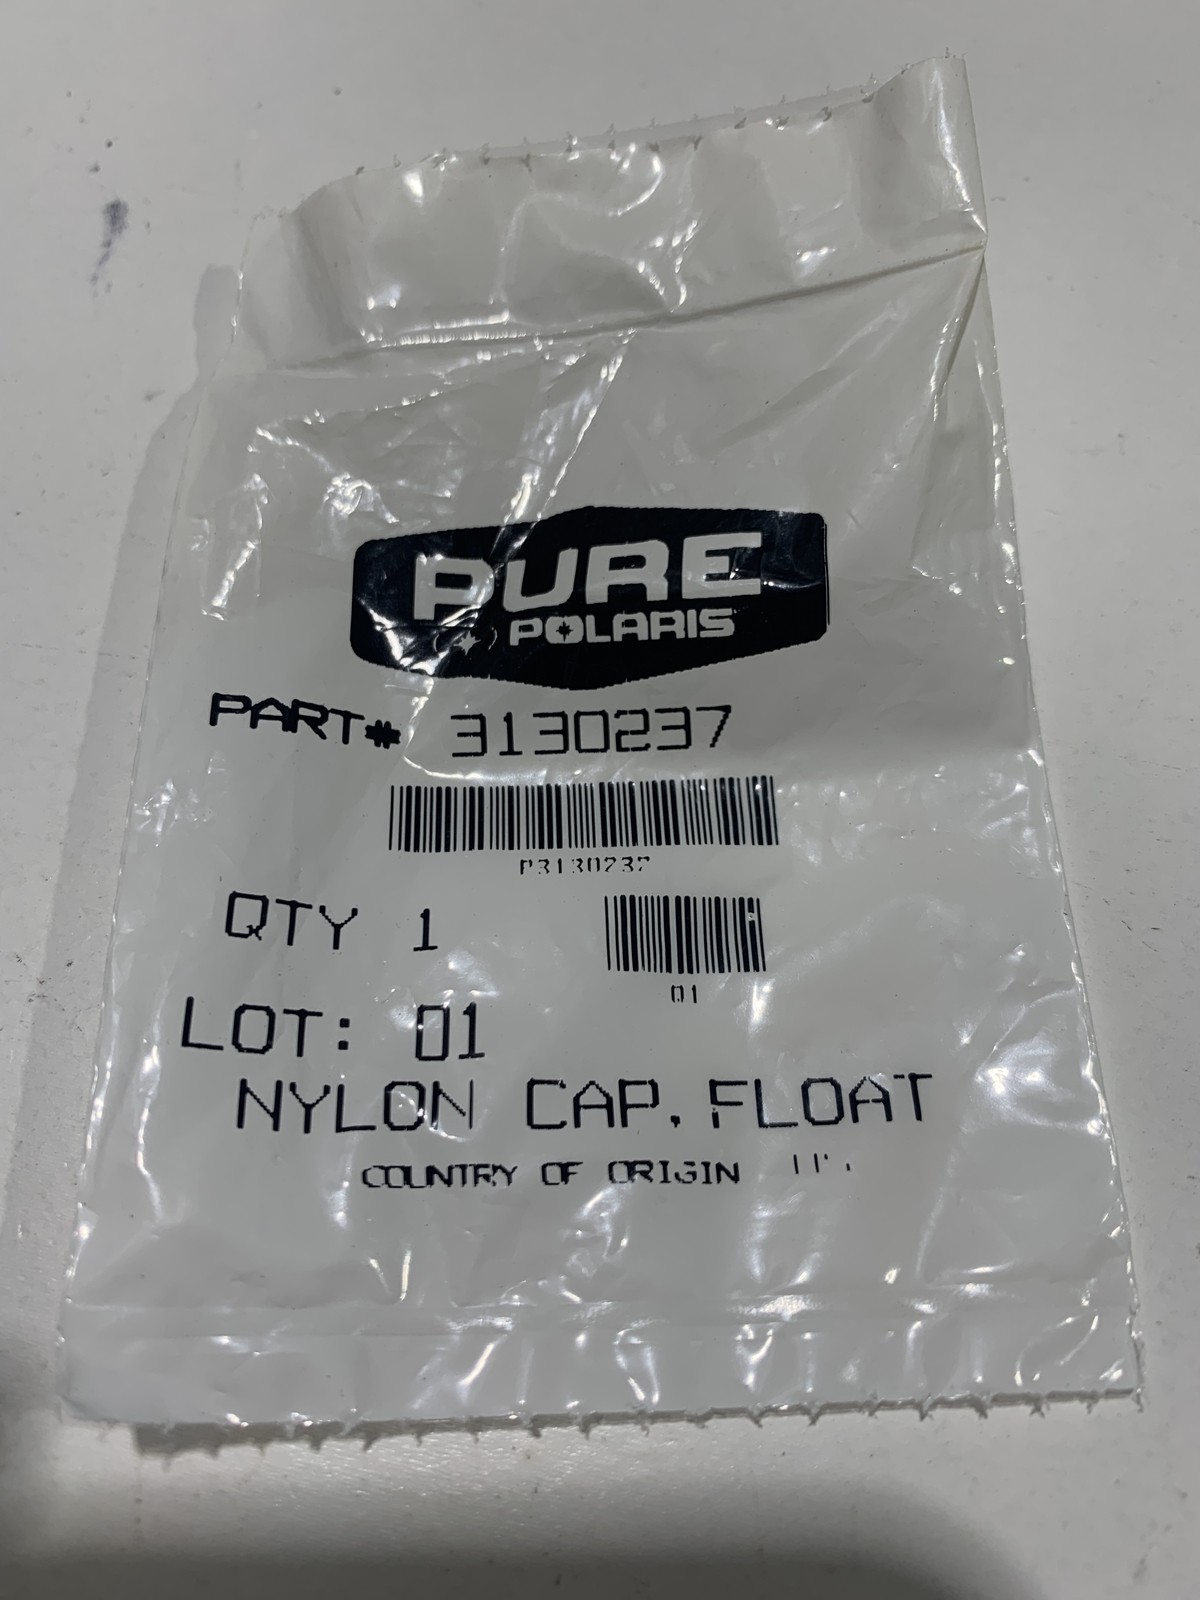 PURE
POLARIS
PART# 3130237
P3130237
QTY 1
01
LOT: 01
NYLON CAP, FLOAT
COUNTRY OF ORIGIN